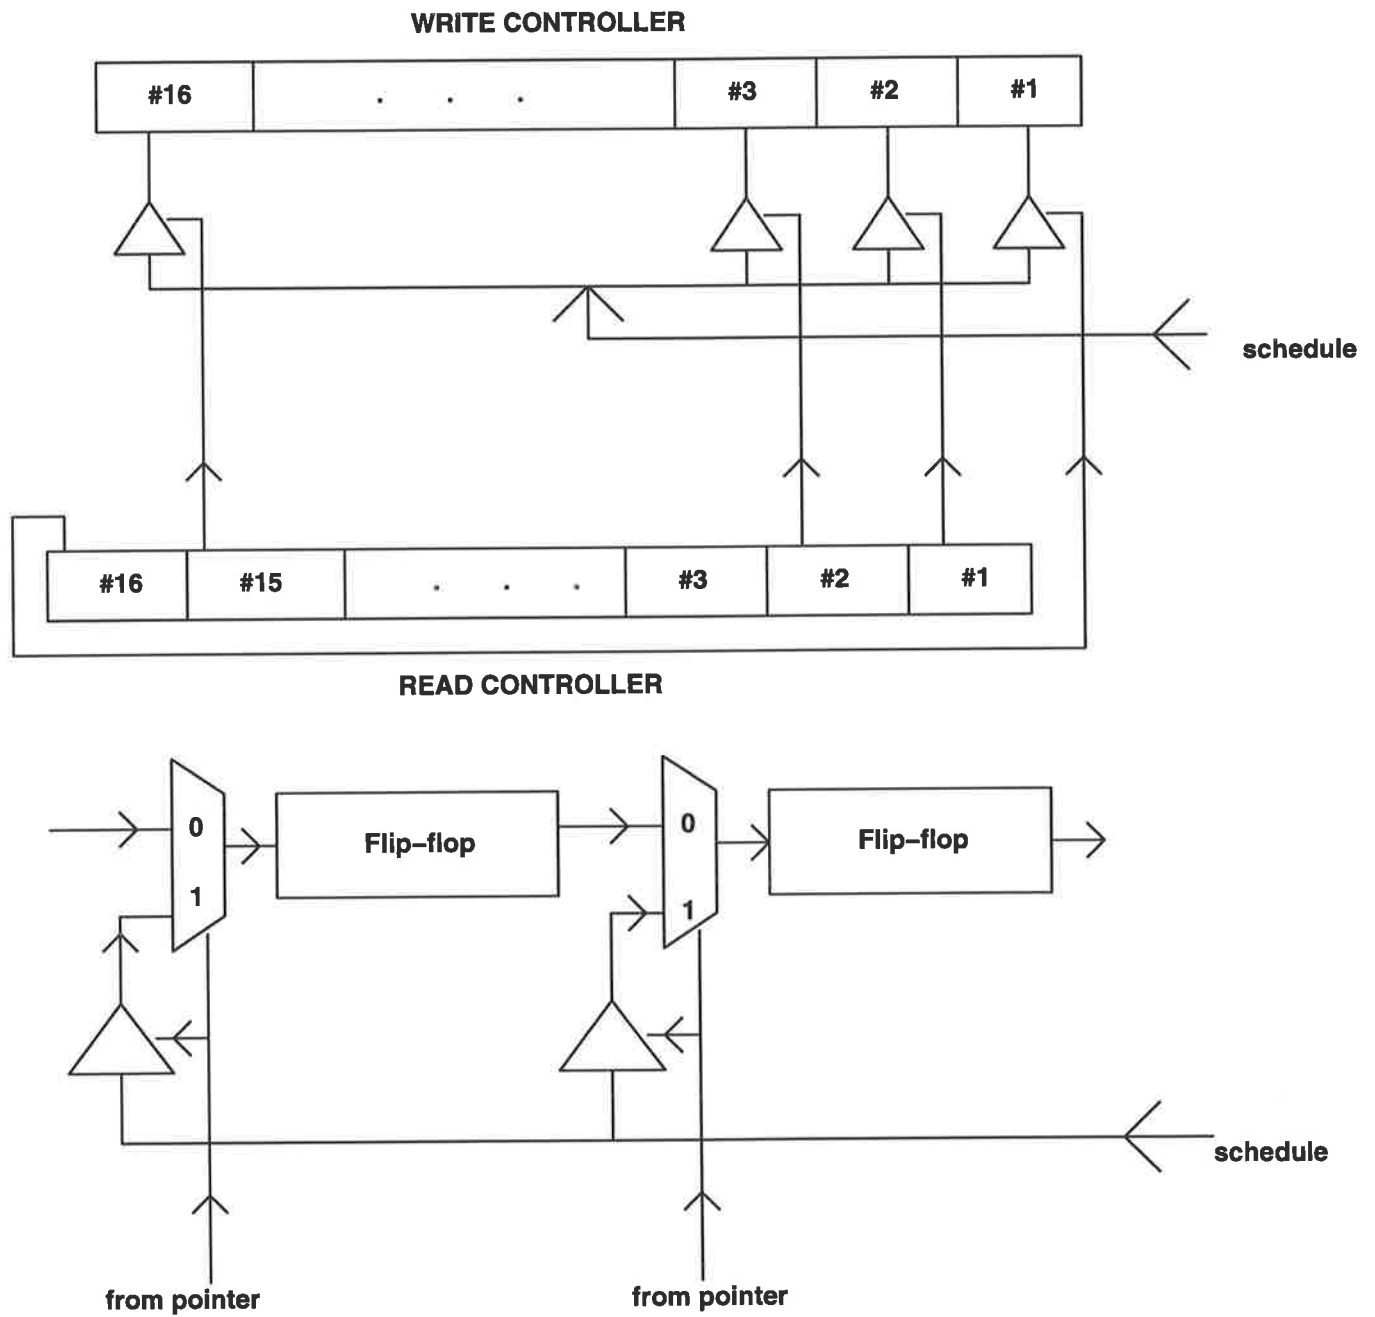 WRITE CONTROLLER
#16 . . . #3 #2 #1
schedule
#16 #15 . . . #3 #2 #1
READ CONTROLLER
0 0
Flip–flop Flip–flop
1 1
schedule
from pointer from pointer